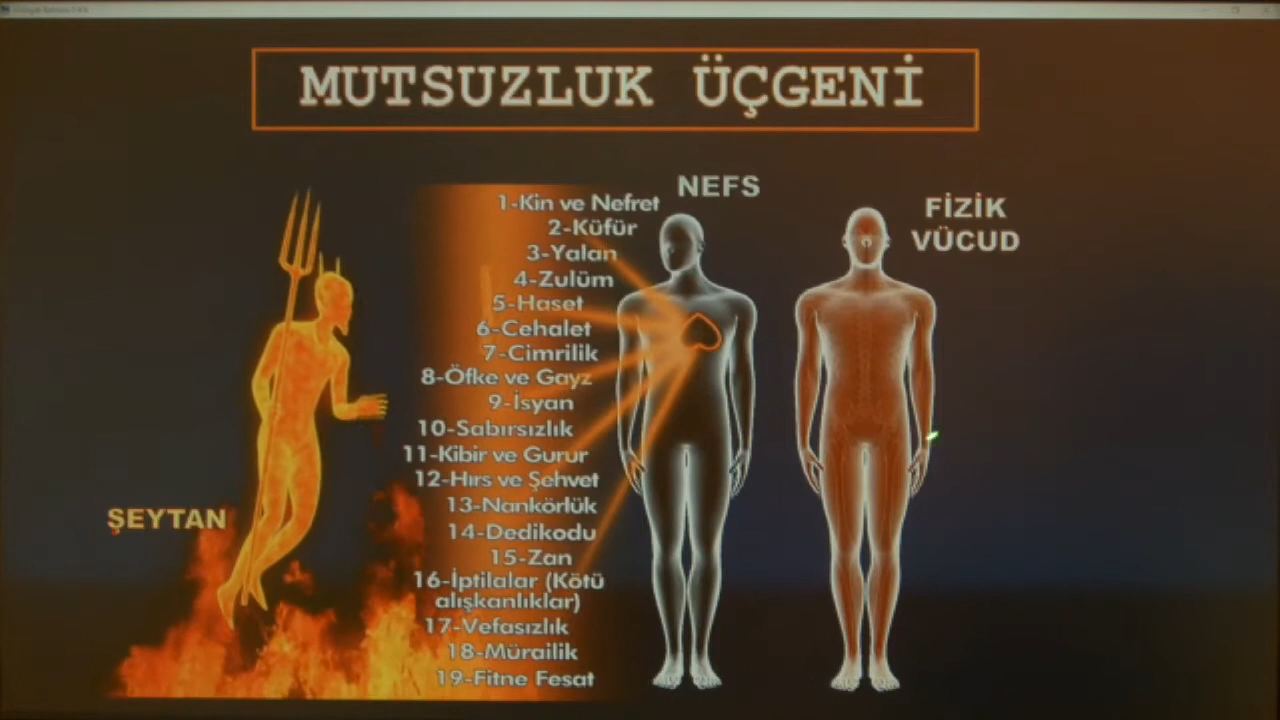 MUTSUZLUK ÜÇGENİ
NEFS
FİZİK
VÜCUD
1-Kin ve Nefret
2-Küfür
3-Yalan
4-Zulüm
5-Haset
6-Cehalet
7-Cimrilik
8-Öfke ve Gayz
9-İsyan
10-Sabırsızlık
11-Kibir ve Gurur
12-Hırs ve Şehvet
13-Nankörlük
14-Dedikodu
15-Zan
16-İptilalar (Kötü
alışkanlıklar)
17-Vefasızlık
18-Mürailik
19-Fitne Fesat
ŞEYTAN